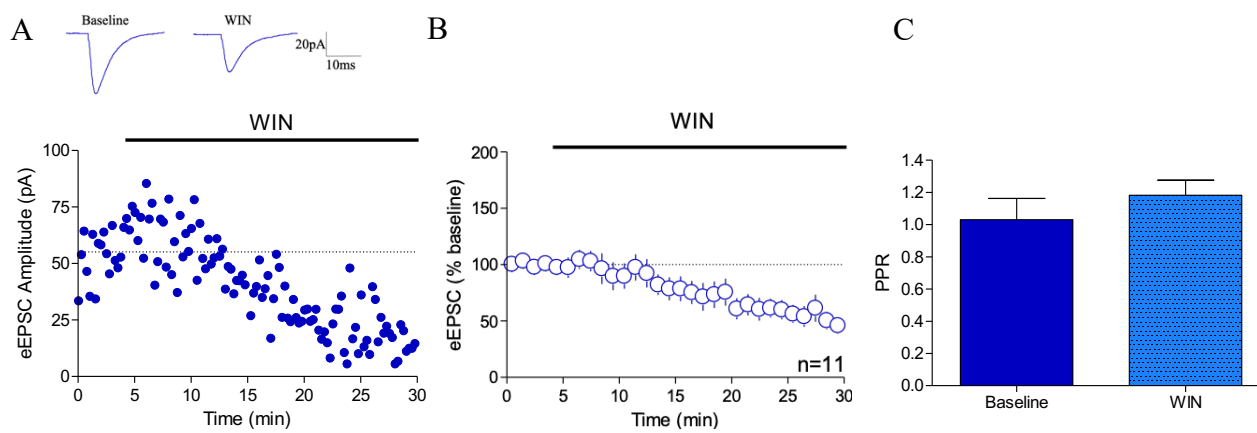 A
Baseline
WIN
20pA
10ms
WIN
100
75
50
25
0
eEPSC Amplitude (pA)
0 5 10 15 20 25 30
Time (min)
B
WIN
200
150
100
50
0
eEPSC (% baseline)
n=11
0 5 10 15 20 25 30
Time (min)
C
1.4
1.2
1.0
0.8
0.6
0.4
0.2
0.0
PPR
Baseline WIN